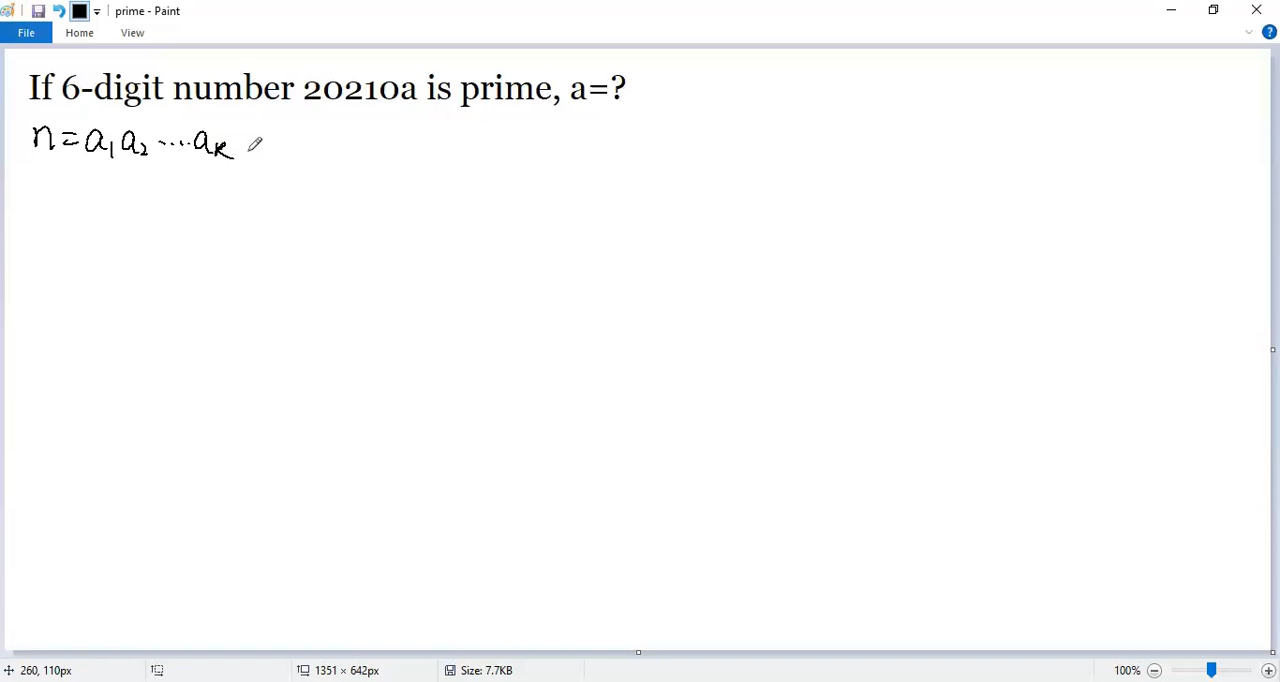 prime - Paint
File Home View
If 6-digit number 20210a is prime, a=?
n=a₁a₂⋯aₖ
260, 110px 1351 × 642px Size: 7.7KB 100%